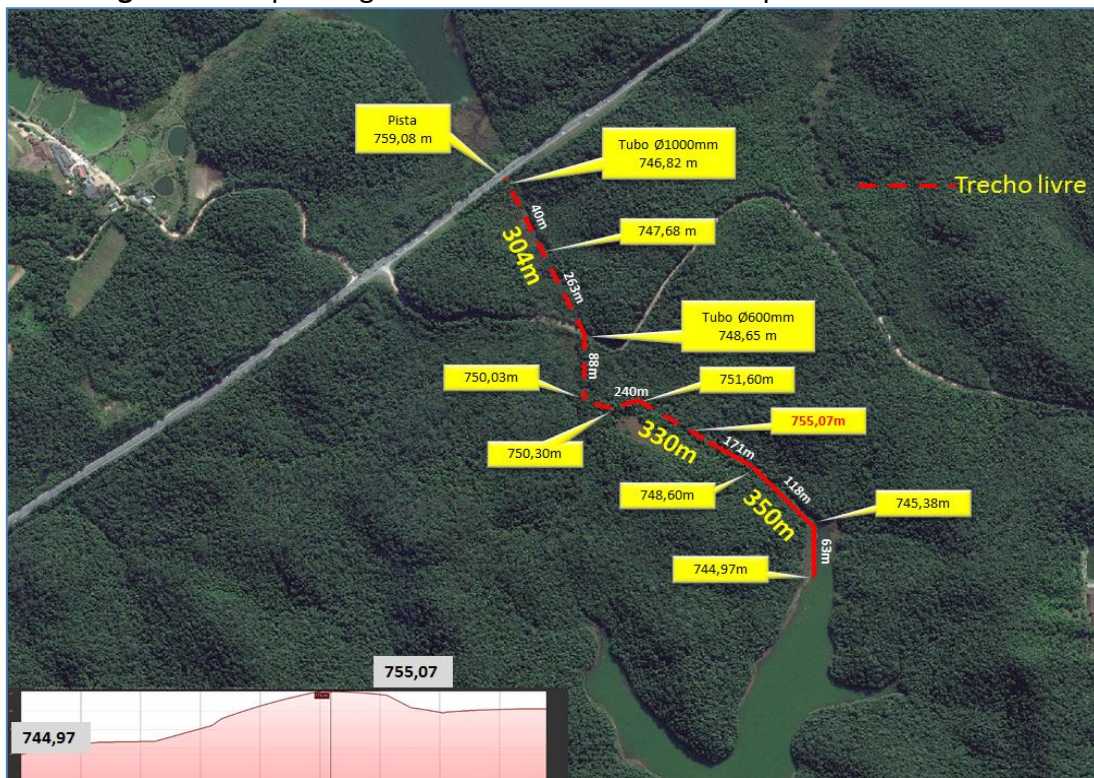 Pista
759,08 m
Tubo Ø1000mm
746,82 m
Trecho livre
40m
747,68 m
304m
263m
Tubo Ø600mm
748,65 m
88m
750,03m
240m
751,60m
755,07m
750,30m
330m
171m
748,60m
118m
350m
745,38m
63m
744,97m
755,07
744,97